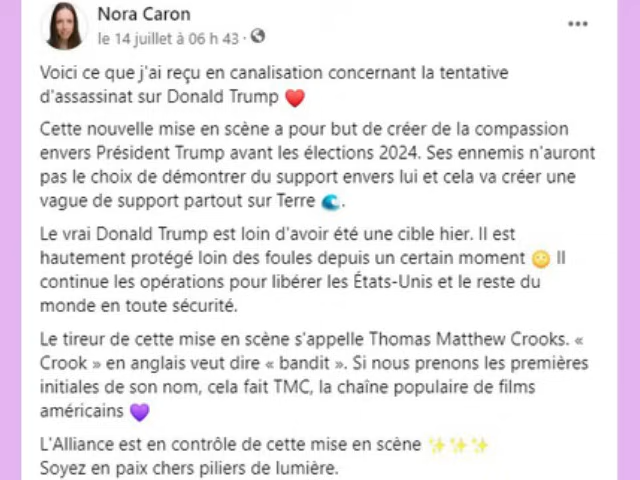 Nora Caron
le 14 juillet à 06 h 43 ·
Voici ce que j'ai reçu en canalisation concernant la tentative
d'assassinat sur Donald Trump ❤️
Cette nouvelle mise en scène a pour but de créer de la compassion
envers Président Trump avant les élections 2024. Ses ennemis n'auront
pas le choix de démontrer du support envers lui et cela va créer une
vague de support partout sur Terre 🌊.
Le vrai Donald Trump est loin d'avoir été une cible hier. Il est
hautement protégé loin des foules depuis un certain moment 😳 Il
continue les opérations pour libérer les États-Unis et le reste du
monde en toute sécurité.
Le tireur de cette mise en scène s'appelle Thomas Matthew Crooks. «
Crook » en anglais veut dire « bandit ». Si nous prenons les premières
initiales de son nom, cela fait TMC, la chaîne populaire de films
américains 💜
L'Alliance est en contrôle de cette mise en scène ✨✨✨
Soyez en paix chers piliers de lumière.